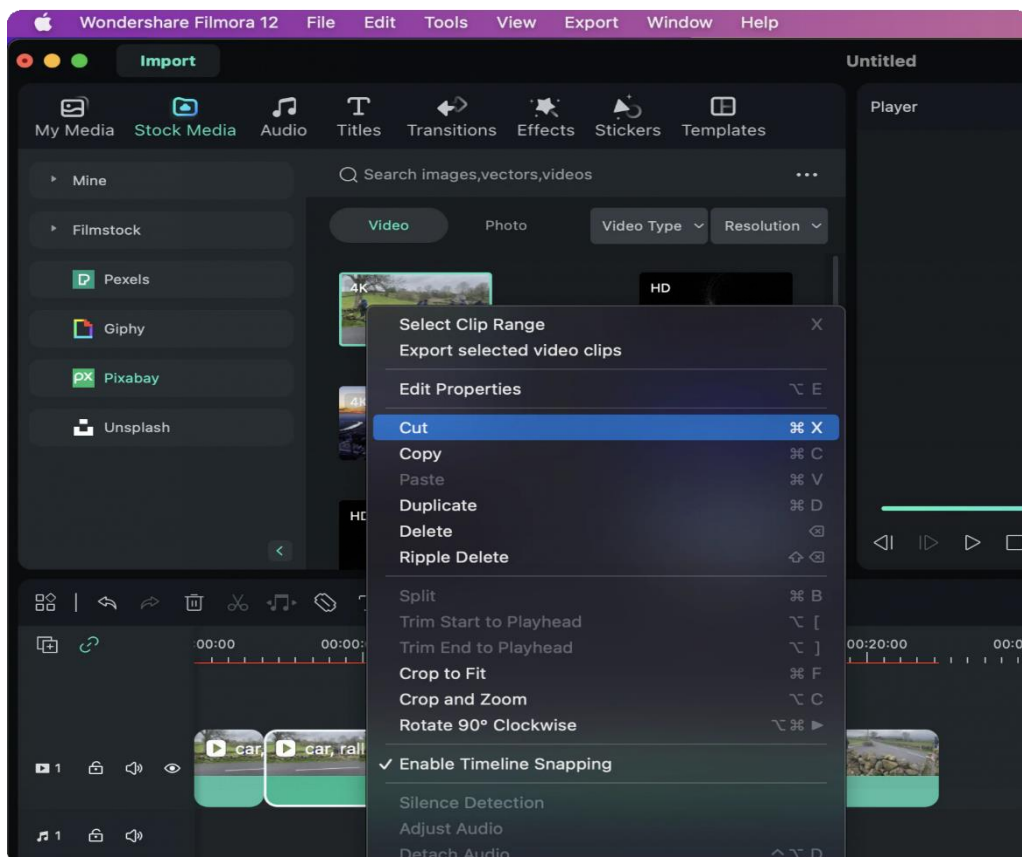 Wondershare Filmora 12 File Edit Tools View Export Window Help
Import Untitled
My Media Stock Media Audio Titles Transitions Effects Stickers Templates
Player
Mine
Search images,vectors,videos
Filmstock
Video Photo Video Type Resolution
Pexels
4K HD
Giphy
Pixabay
4K
Unsplash
HD
Select Clip Range X
Export selected video clips
Edit Properties ⌥ E
Cut ⌘ X
Copy ⌘ C
Paste ⌘ V
Duplicate ⌘ D
Delete ⌫
Ripple Delete ⇧ ⌫
Split ⌘ B
Trim Start to Playhead ⌥ [
Trim End to Playhead ⌥ ]
Crop to Fit ⌘ F
Crop and Zoom ⌥ C
Rotate 90° Clockwise ⌥ ⌘ ▶
✓ Enable Timeline Snapping
Silence Detection
Adjust Audio
Detach Audio ⌃ ⌥ D
:00:00 00:00: 00:20:00 00:0
car, car, rall
1
1